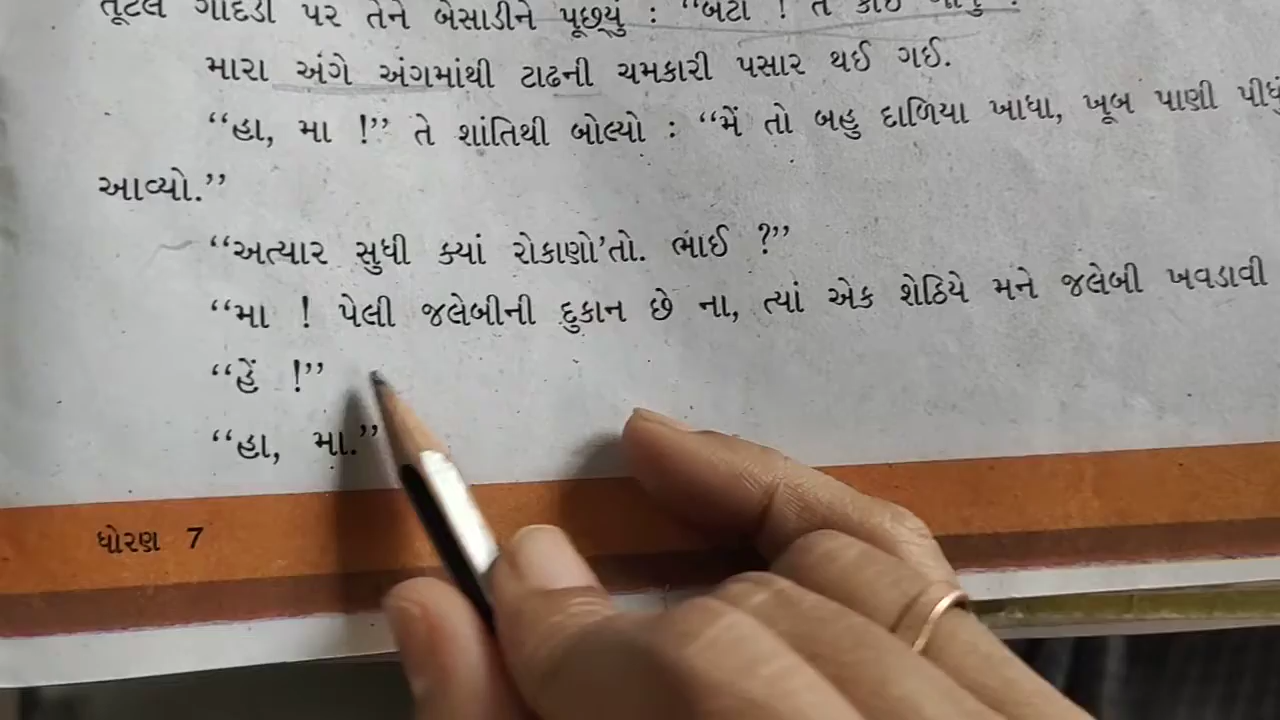 તૂટેલ ગોદડી પર તેને બેસાડીને પૂછ્યું : “બેટા ! તેં કાંઈ
મારા અંગે અંગમાંથી ટાઢની ચમકારી પસાર થઈ ગઈ.
“હા, મા !” તે શાંતિથી બોલ્યો : “મેં તો બહુ દાળિયા ખાધા, ખૂબ પાણી પીધું
આવ્યો.”
“અત્યાર સુધી ક્યાં રોકાણો’તો. ભાઈ ?”
“મા ! પેલી જલેબીની દુકાન છે ના, ત્યાં એક શેઠિયે મને જલેબી ખવડાવી
“હેં !”
“હા, મા.”
ધોરણ 7